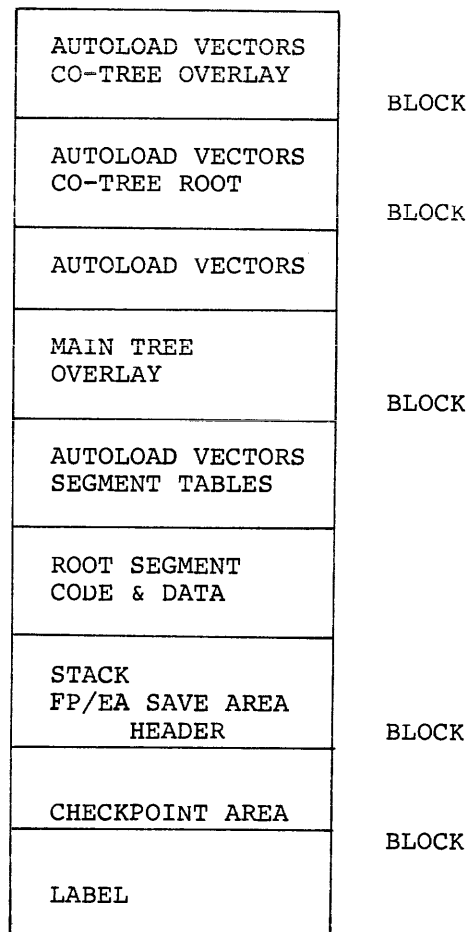 AUTOLOAD VECTORS
CO-TREE OVERLAY
BLOCK
AUTOLOAD VECTORS
CO-TREE ROOT
BLOCK
AUTOLOAD VECTORS
MAIN TREE
OVERLAY
BLOCK
AUTOLOAD VECTORS
SEGMENT TABLES
ROOT SEGMENT
CODE & DATA
STACK
FP/EA SAVE AREA
HEADER
BLOCK
CHECKPOINT AREA
BLOCK
LABEL